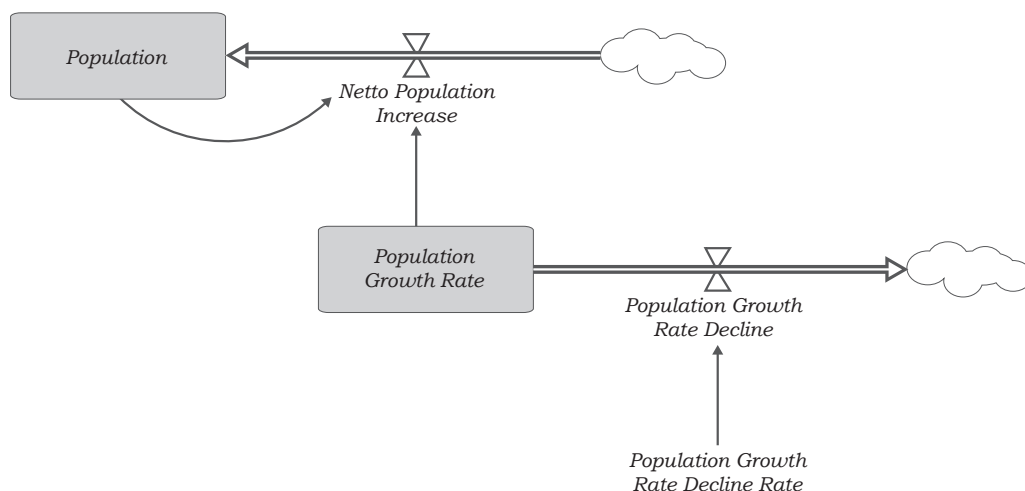 Population
Netto Population
Increase
Population
Growth Rate
Population Growth
Rate Decline
Population Growth
Rate Decline Rate